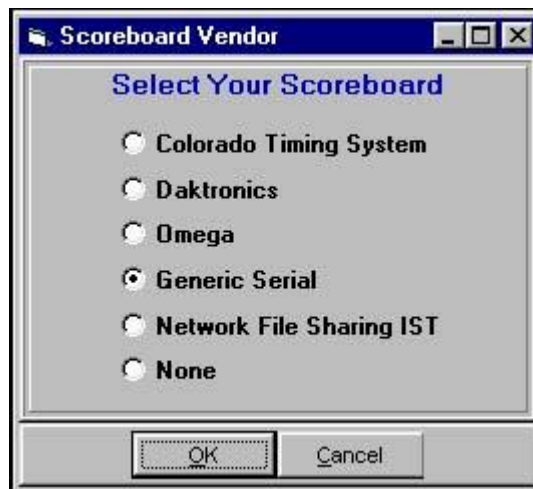 Scoreboard Vendor
Select Your Scoreboard
Colorado Timing System
Daktronics
Omega
Generic Serial
Network File Sharing IST
None
OK Cancel